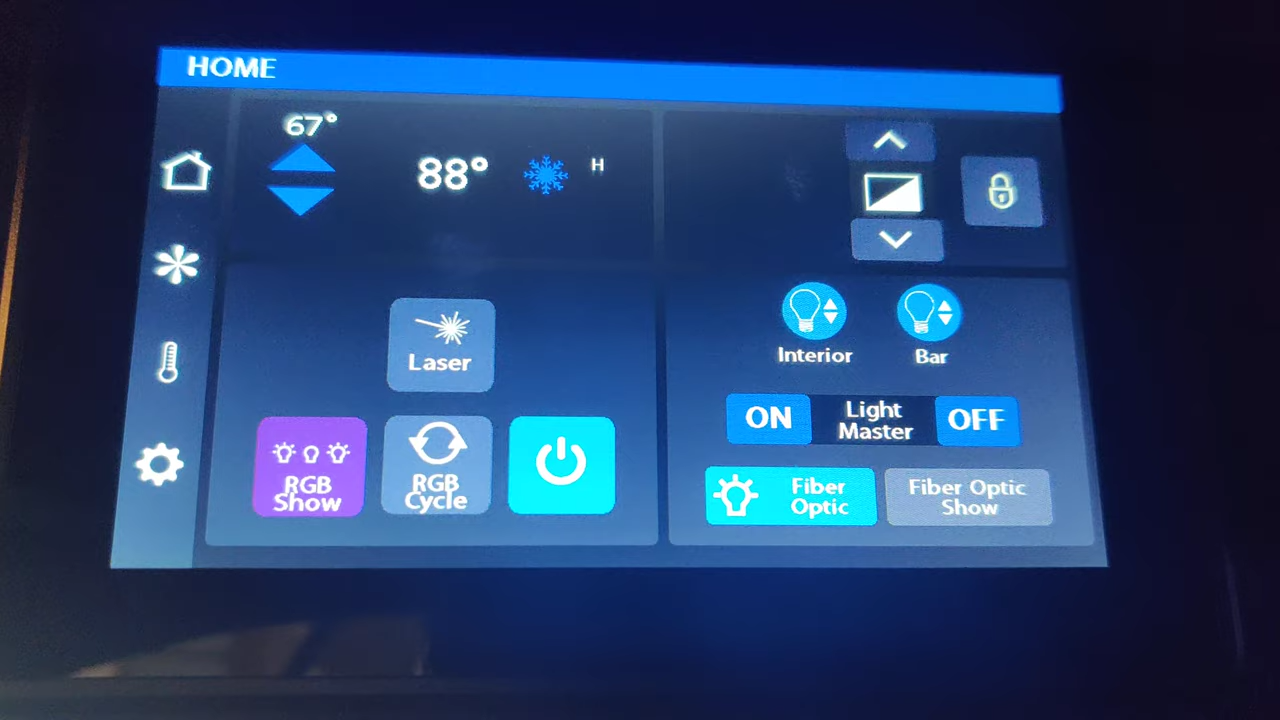 HOME
67°
88°
H
Laser
Interior
Bar
ON
Light
Master
OFF
RGB
Show
RGB
Cycle
Fiber
Optic
Fiber Optic
Show